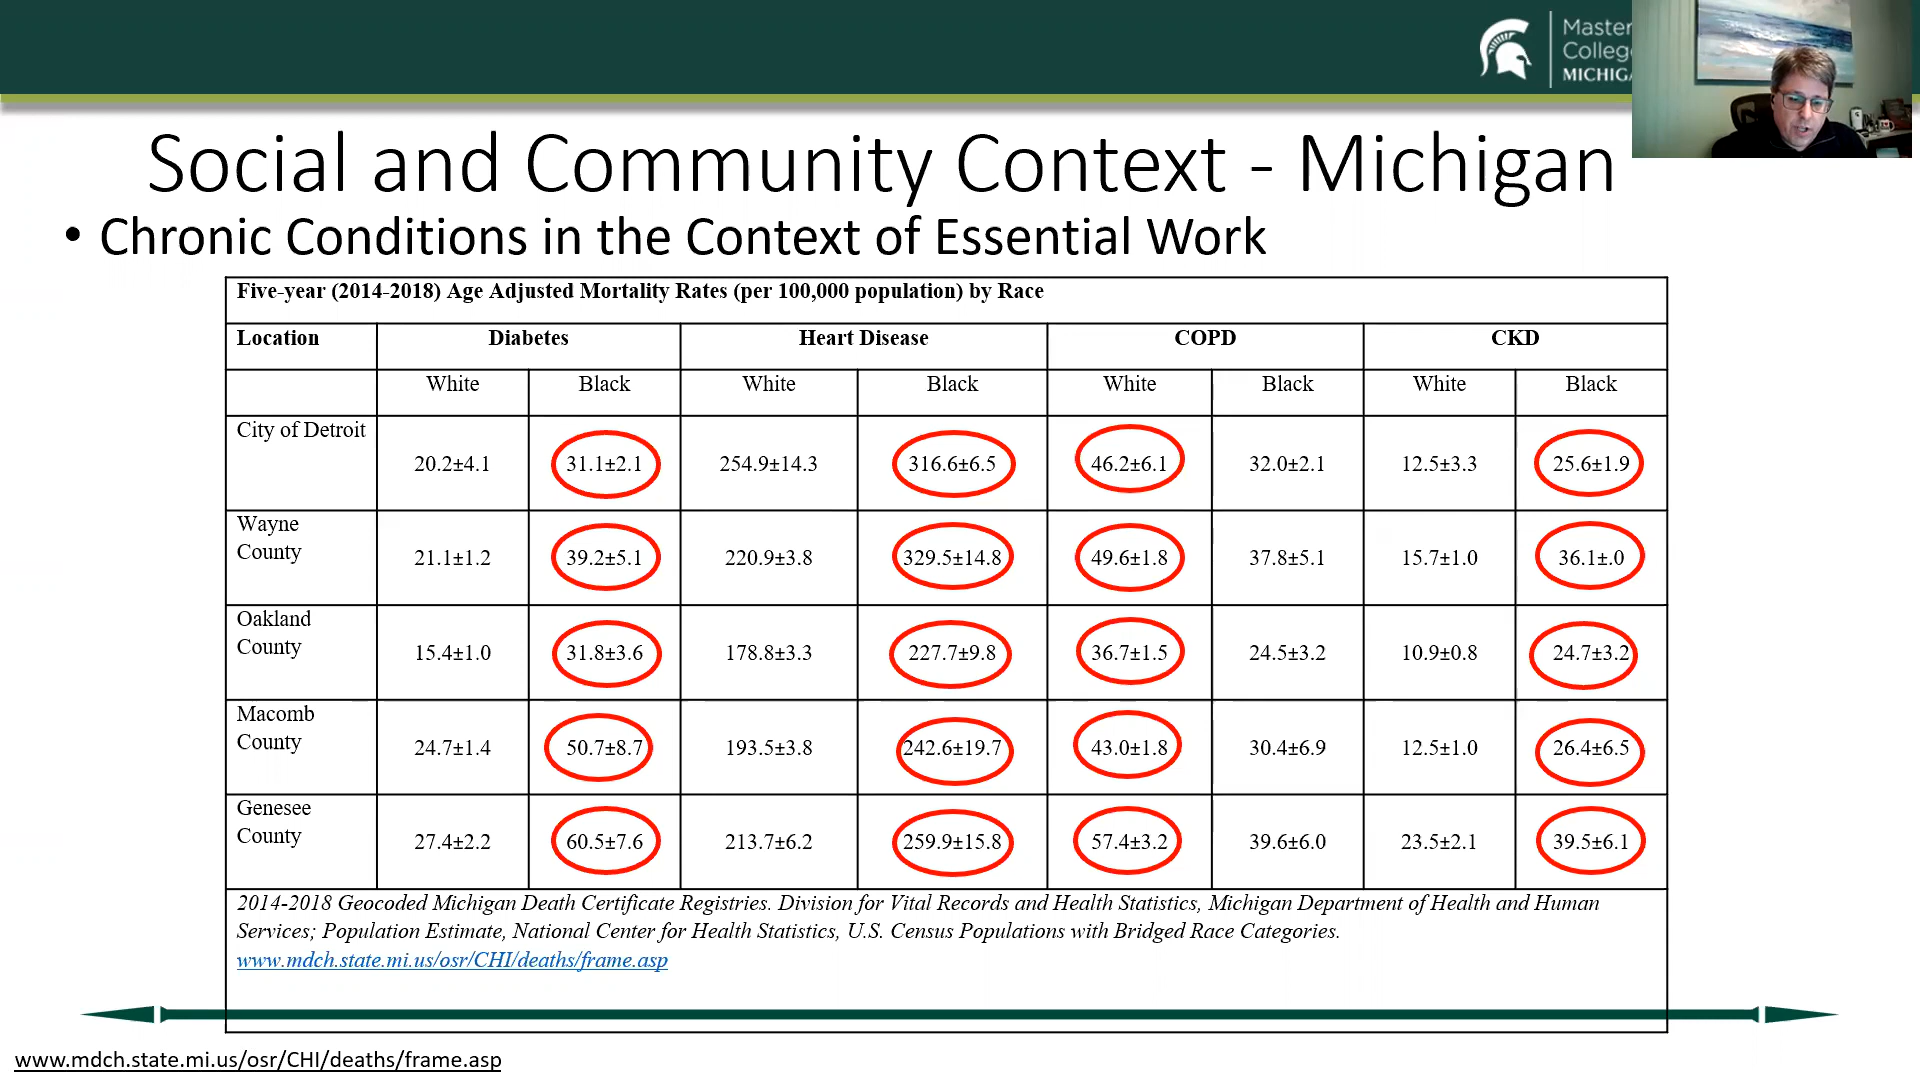 Master
Colleg
MICHIGA
Social and Community Context - Michigan
• Chronic Conditions in the Context of Essential Work
Five-year (2014-2018) Age Adjusted Mortality Rates (per 100,000 population) by Race
Location Diabetes Heart Disease COPD CKD
White Black White Black White Black White Black
City of Detroit 20.2±4.1 31.1±2.1 254.9±14.3 316.6±6.5 46.2±6.1 32.0±2.1 12.5±3.3 25.6±1.9
Wayne
County 21.1±1.2 39.2±5.1 220.9±3.8 329.5±14.8 49.6±1.8 37.8±5.1 15.7±1.0 36.1±.0
Oakland
County 15.4±1.0 31.8±3.6 178.8±3.3 227.7±9.8 36.7±1.5 24.5±3.2 10.9±0.8 24.7±3.2
Macomb
County 24.7±1.4 50.7±8.7 193.5±3.8 242.6±19.7 43.0±1.8 30.4±6.9 12.5±1.0 26.4±6.5
Genesee
County 27.4±2.2 60.5±7.6 213.7±6.2 259.9±15.8 57.4±3.2 39.6±6.0 23.5±2.1 39.5±6.1
2014-2018 Geocoded Michigan Death Certificate Registries. Division for Vital Records and Health Statistics, Michigan Department of Health and Human
Services; Population Estimate, National Center for Health Statistics, U.S. Census Populations with Bridged Race Categories.
www.mdch.state.mi.us/osr/CHI/deaths/frame.asp
www.mdch.state.mi.us/osr/CHI/deaths/frame.asp